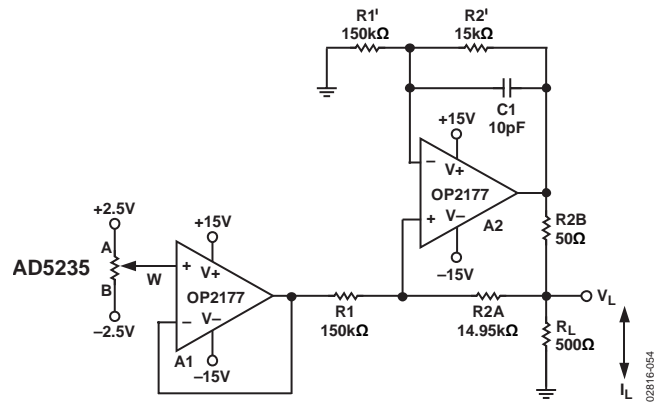 R1' R2'
150kΩ 15kΩ
C1
10pF
+15V
− V+
OP2177
+ V− A2
−15V
R2B
50Ω
+2.5V
A
AD5235
W
B
−2.5V
+15V
+ V+
OP2177
− V−
A1
−15V
R1
150kΩ
R2A
14.95kΩ
VL
RL
500Ω
IL
02816-054